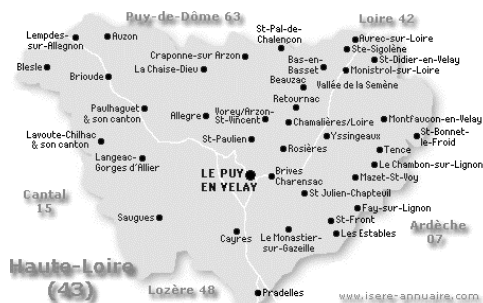 Puy-de-Dôme 63
Loire 42
Lempdes-
sur-Allegnon
Auzon
St-Pal-de-
Chalençon
Aurec-sur-Loire
Ste-Sigolène
Craponne-sur Arzon
Bas-en-
Basset
St-Didier-en-Velay
Blesle
Brioude
La Chaise-Dieu
Monistrol-sur-Loire
Beauzac
Vallée de la Semène
Retournac
Paulhaguet
& son canton
Allegre
Vorey/Arzon-
St-Vincent
Chamalières/Loire
Montfaucon-en-Velay
Lavoute-Chilhac
& son canton
St-Paulien
Yssingeaux
St-Bonnet-
le-Froid
Rosières
Tence
Langeac-
Gorges d'Allier
Le Chambon-sur-Lignon
LE PUY
EN VELAY
Brives
Charensac
Mazet-St-Voy
Cantal
15
St Julien-Chapteuil
Saugues
Fay-sur-Lignon
St-Front
Ardèche
07
Cayres
Le Monastier-
sur-Gazeille
Les Estables
Haute-Loire
(43)
Lozère 48
Pradelles
www.isere-annuaire.com